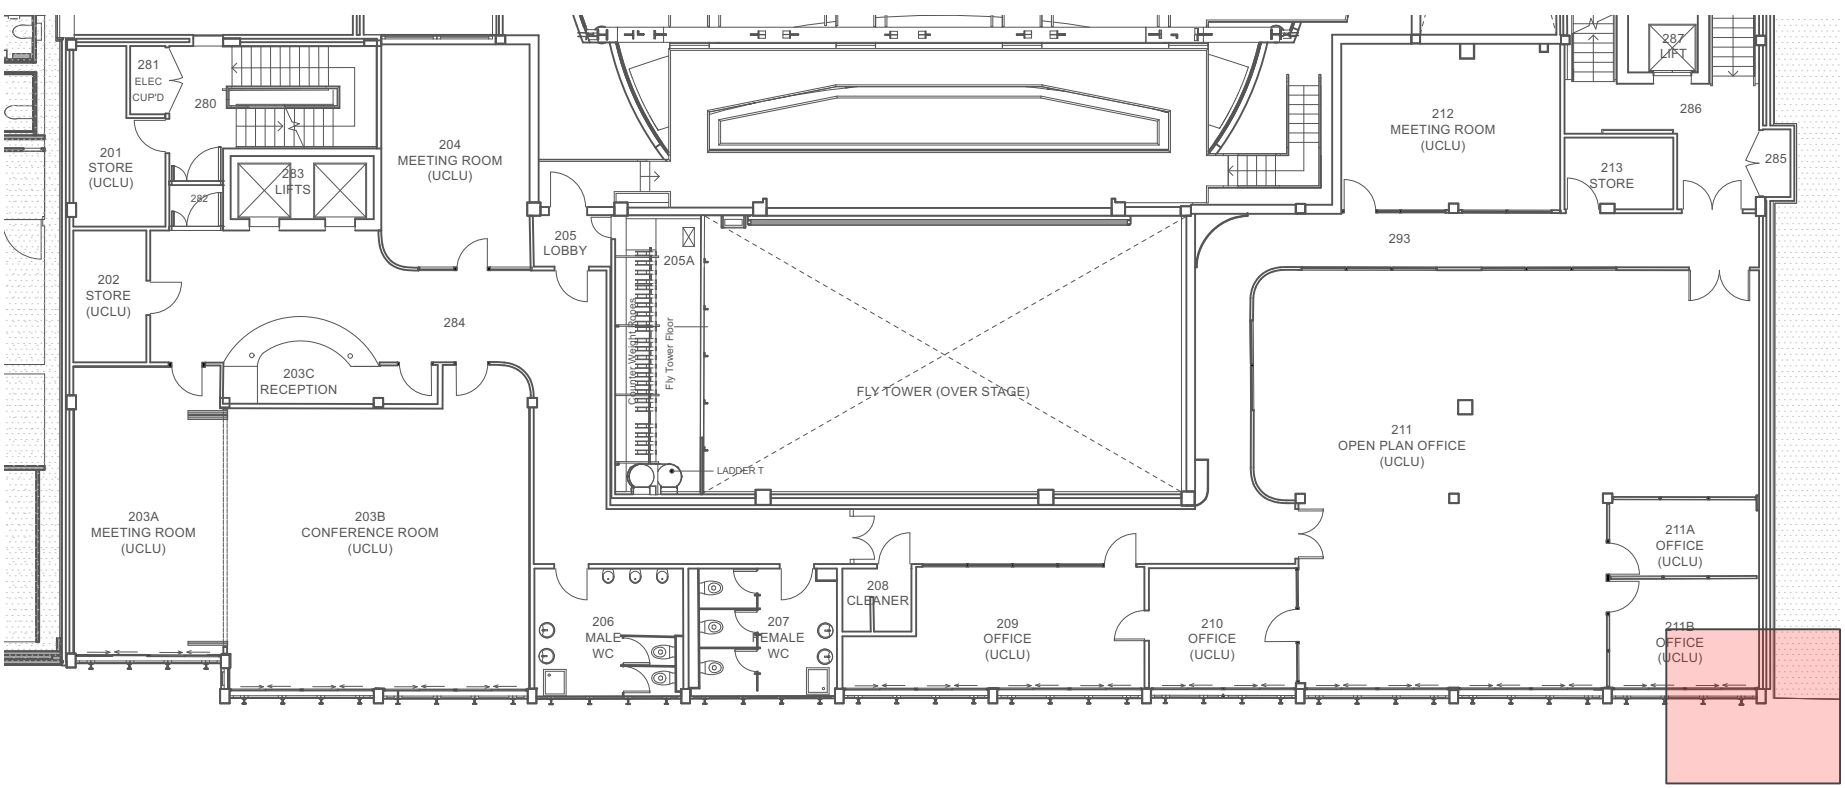 281
ELEC
CUP'D
280
201
STORE
(UCLU)
282
283
LIFTS
204
MEETING ROOM
(UCLU)
205
LOBBY
205A
202
STORE
(UCLU)
284
203C
RECEPTION
203A
MEETING ROOM
(UCLU)
203B
CONFERENCE ROOM
(UCLU)
Counter Weight Ropes
Fly Tower Floor
LADDER T
FLY TOWER (OVER STAGE)
206
MALE
WC
207
FEMALE
WC
208
CLEANER
209
OFFICE
(UCLU)
210
OFFICE
(UCLU)
212
MEETING ROOM
(UCLU)
287
LIFT
286
285
213
STORE
293
211
OPEN PLAN OFFICE
(UCLU)
211A
OFFICE
(UCLU)
211B
OFFICE
(UCLU)